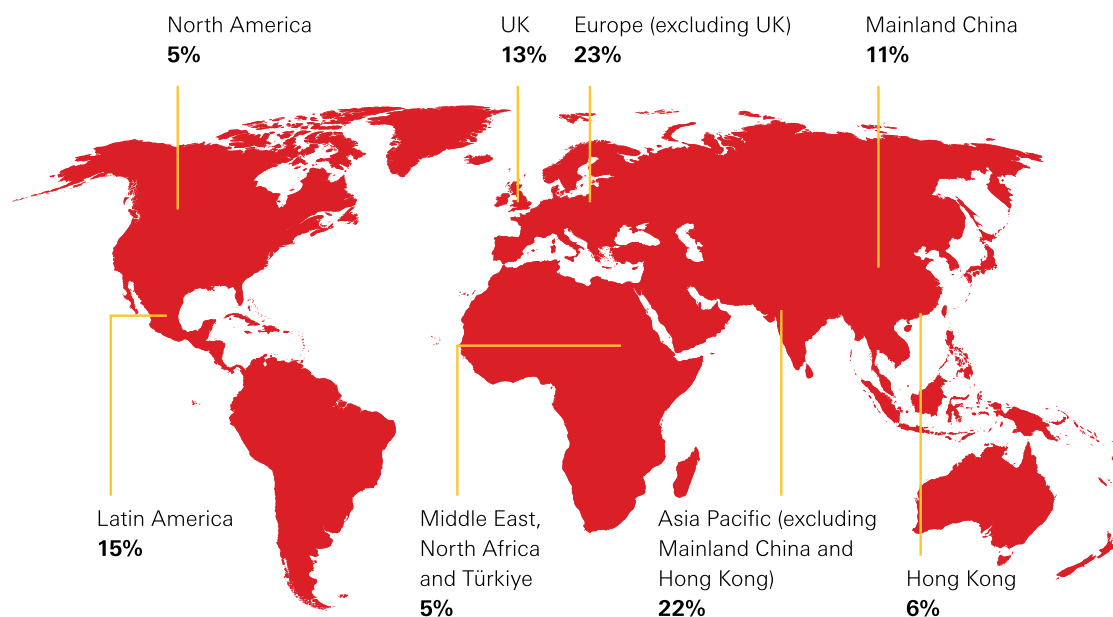 North America
5%
UK
13%
Europe (excluding UK)
23%
Mainland China
11%
Latin America
15%
Middle East,
North Africa
and Türkiye
5%
Asia Pacific (excluding
Mainland China and
Hong Kong)
22%
Hong Kong
6%